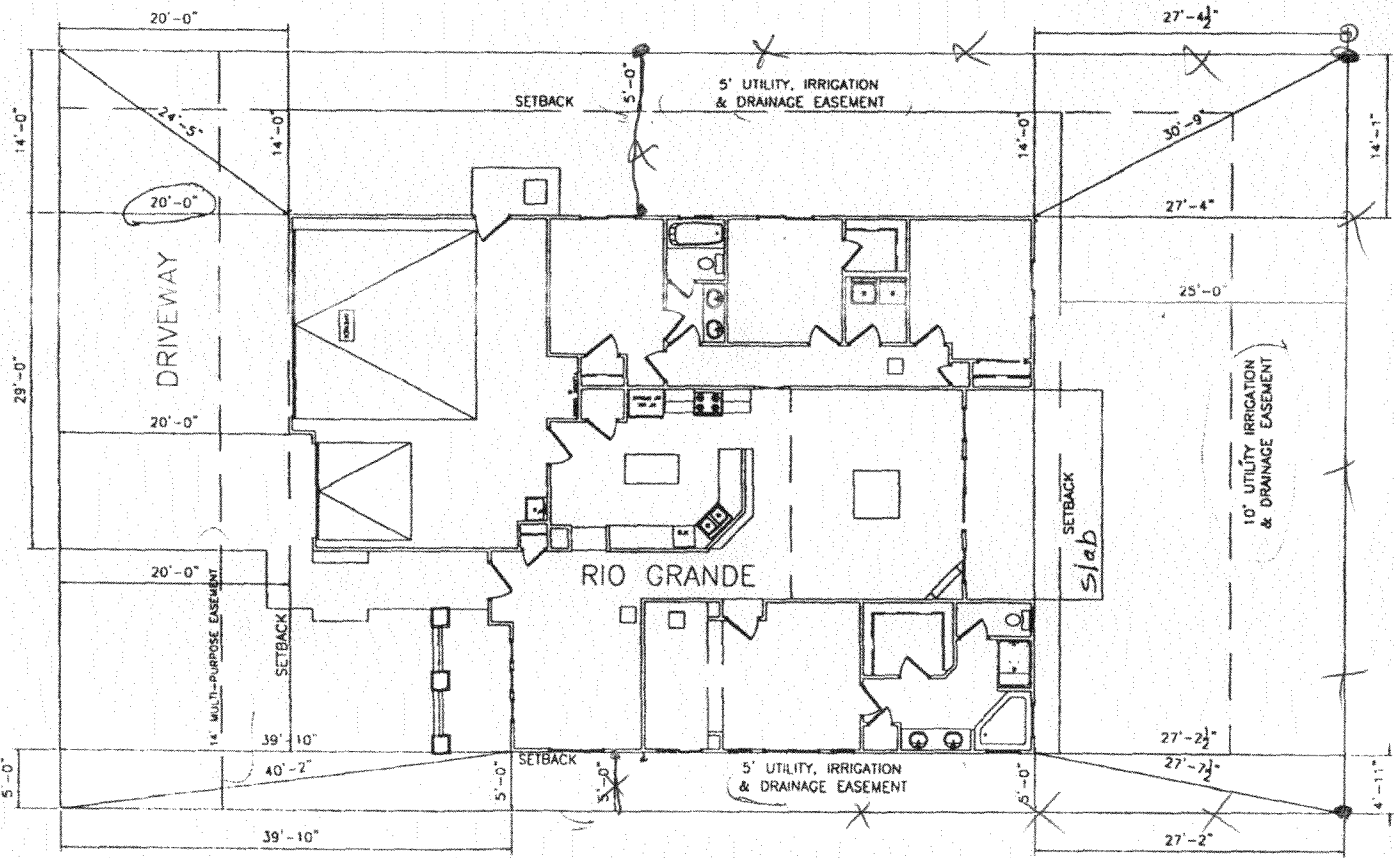 20'-0"
27'-4½"
5' UTILITY, IRRIGATION
& DRAINAGE EASEMENT
SETBACK
5'-0"
14'-0"
24'-5"
14'-0"
14'-0"
30'-9"
14'-1"
20'-0"
27'-4"
DRIVEWAY
25'-0"
29'-0"
20'-0"
10' UTILITY IRRIGATION
& DRAINAGE EASEMENT
SETBACK
Slab
RIO GRANDE
20'-0"
14' MULTI-PURPOSE EASEMENT
SETBACK
39'-10"
40'-2"
SETBACK
27'-2½"
27'-7½"
5'-0"
5'-0"
5'-0"
5' UTILITY, IRRIGATION
& DRAINAGE EASEMENT
5'-0"
4'-11"
39'-10"
27'-2"